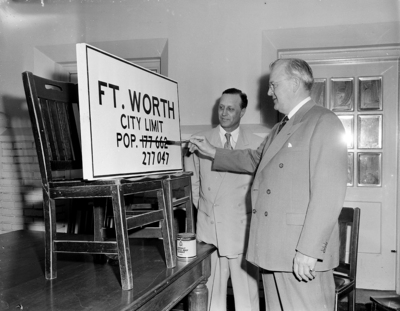 FT. WORTH
CITY LIMIT
POP. 177 662
277 047